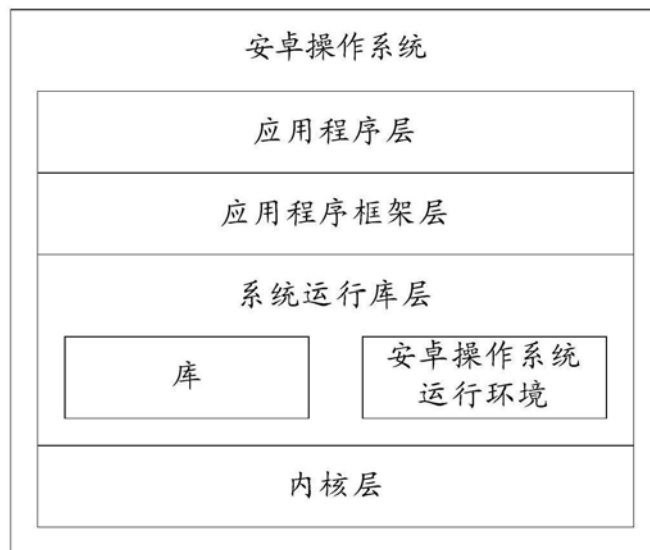 安卓操作系统
应用程序层
应用程序框架层
系统运行库层
库
安卓操作系统
运行环境
内核层